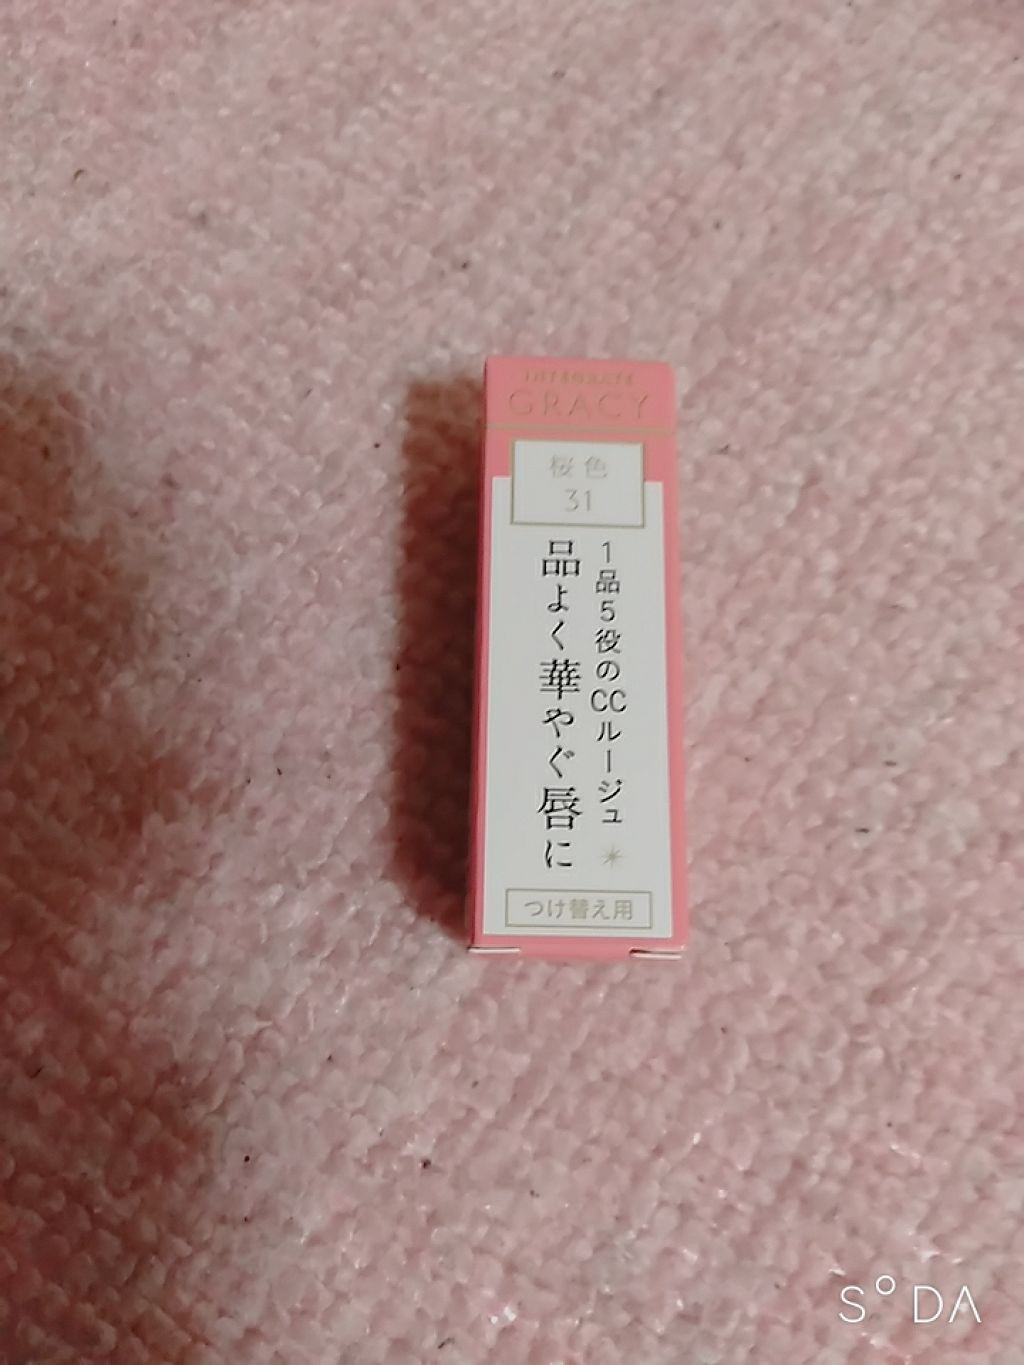 INTEGRATE
GRACY
桜色
31
1品5役のCCルージュ
品よく華やぐ唇に
つけ替え用
SODA